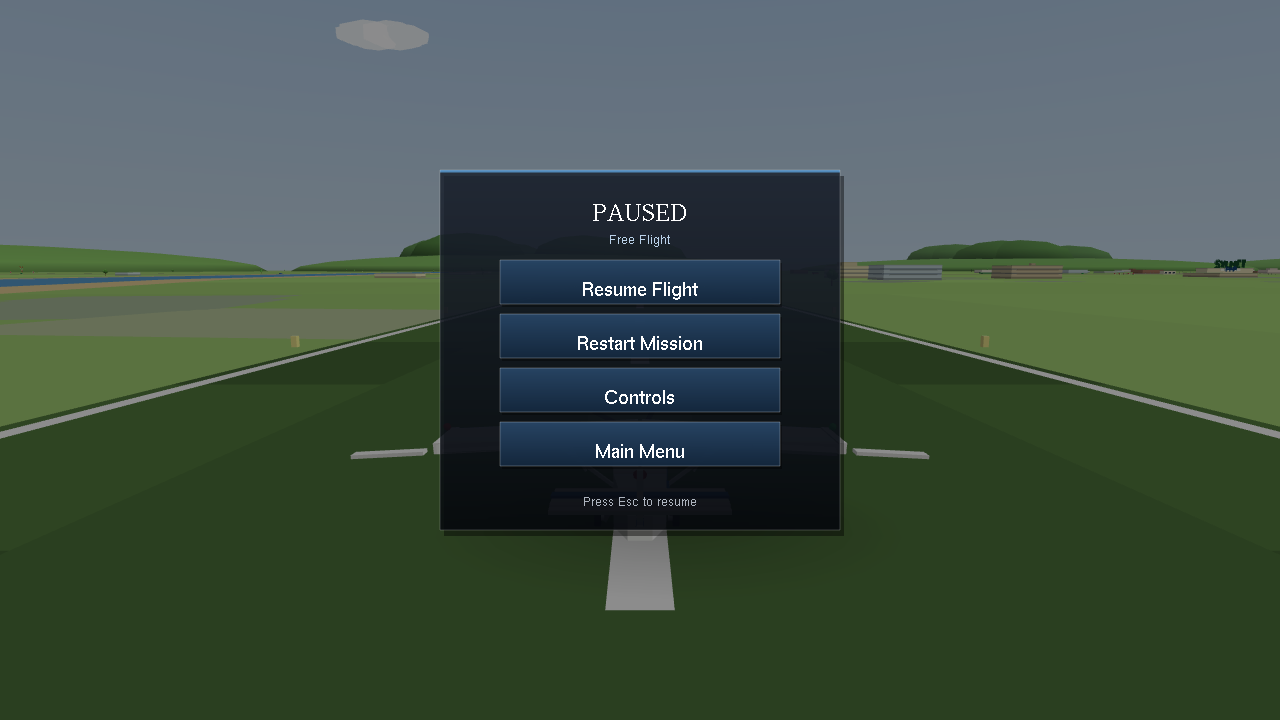 PAUSED
Free Flight
Resume Flight
Restart Mission
Controls
Main Menu
Press Esc to resume